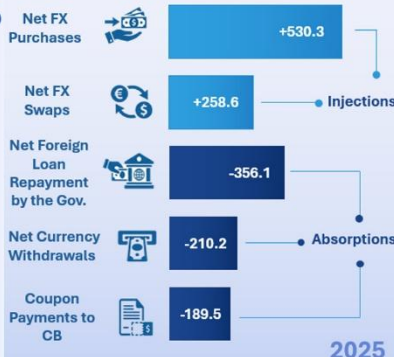 Net FX
Purchases
+530.3
Net FX
Swaps
€
$
+258.6
Injections
Net Foreign
Loan
Repayment
by the Gov.
-356.1
Net Currency
Withdrawals
-210.2
Absorptions
Coupon
Payments to
CB
$
-189.5
2025